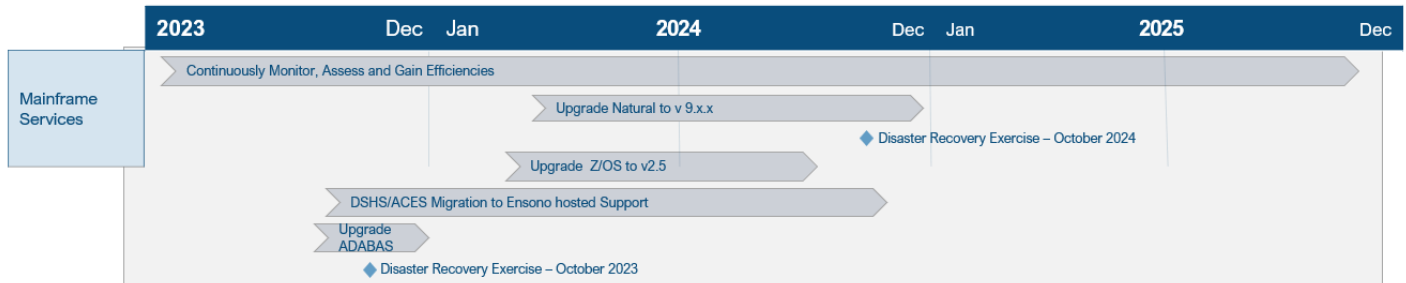 2023 Dec Jan 2024 Dec Jan 2025 Dec
Mainframe
Services
Continuously Monitor, Assess and Gain Efficiencies
Upgrade Natural to v 9.x.x
Disaster Recovery Exercise – October 2024
Upgrade Z/OS to v2.5
DSHS/ACES Migration to Ensono hosted Support
Upgrade
ADABAS
Disaster Recovery Exercise – October 2023